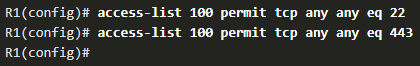 R1(config)# access-list 100 permit tcp any any eq 22
R1(config)# access-list 100 permit tcp any any eq 443
R1(config)#